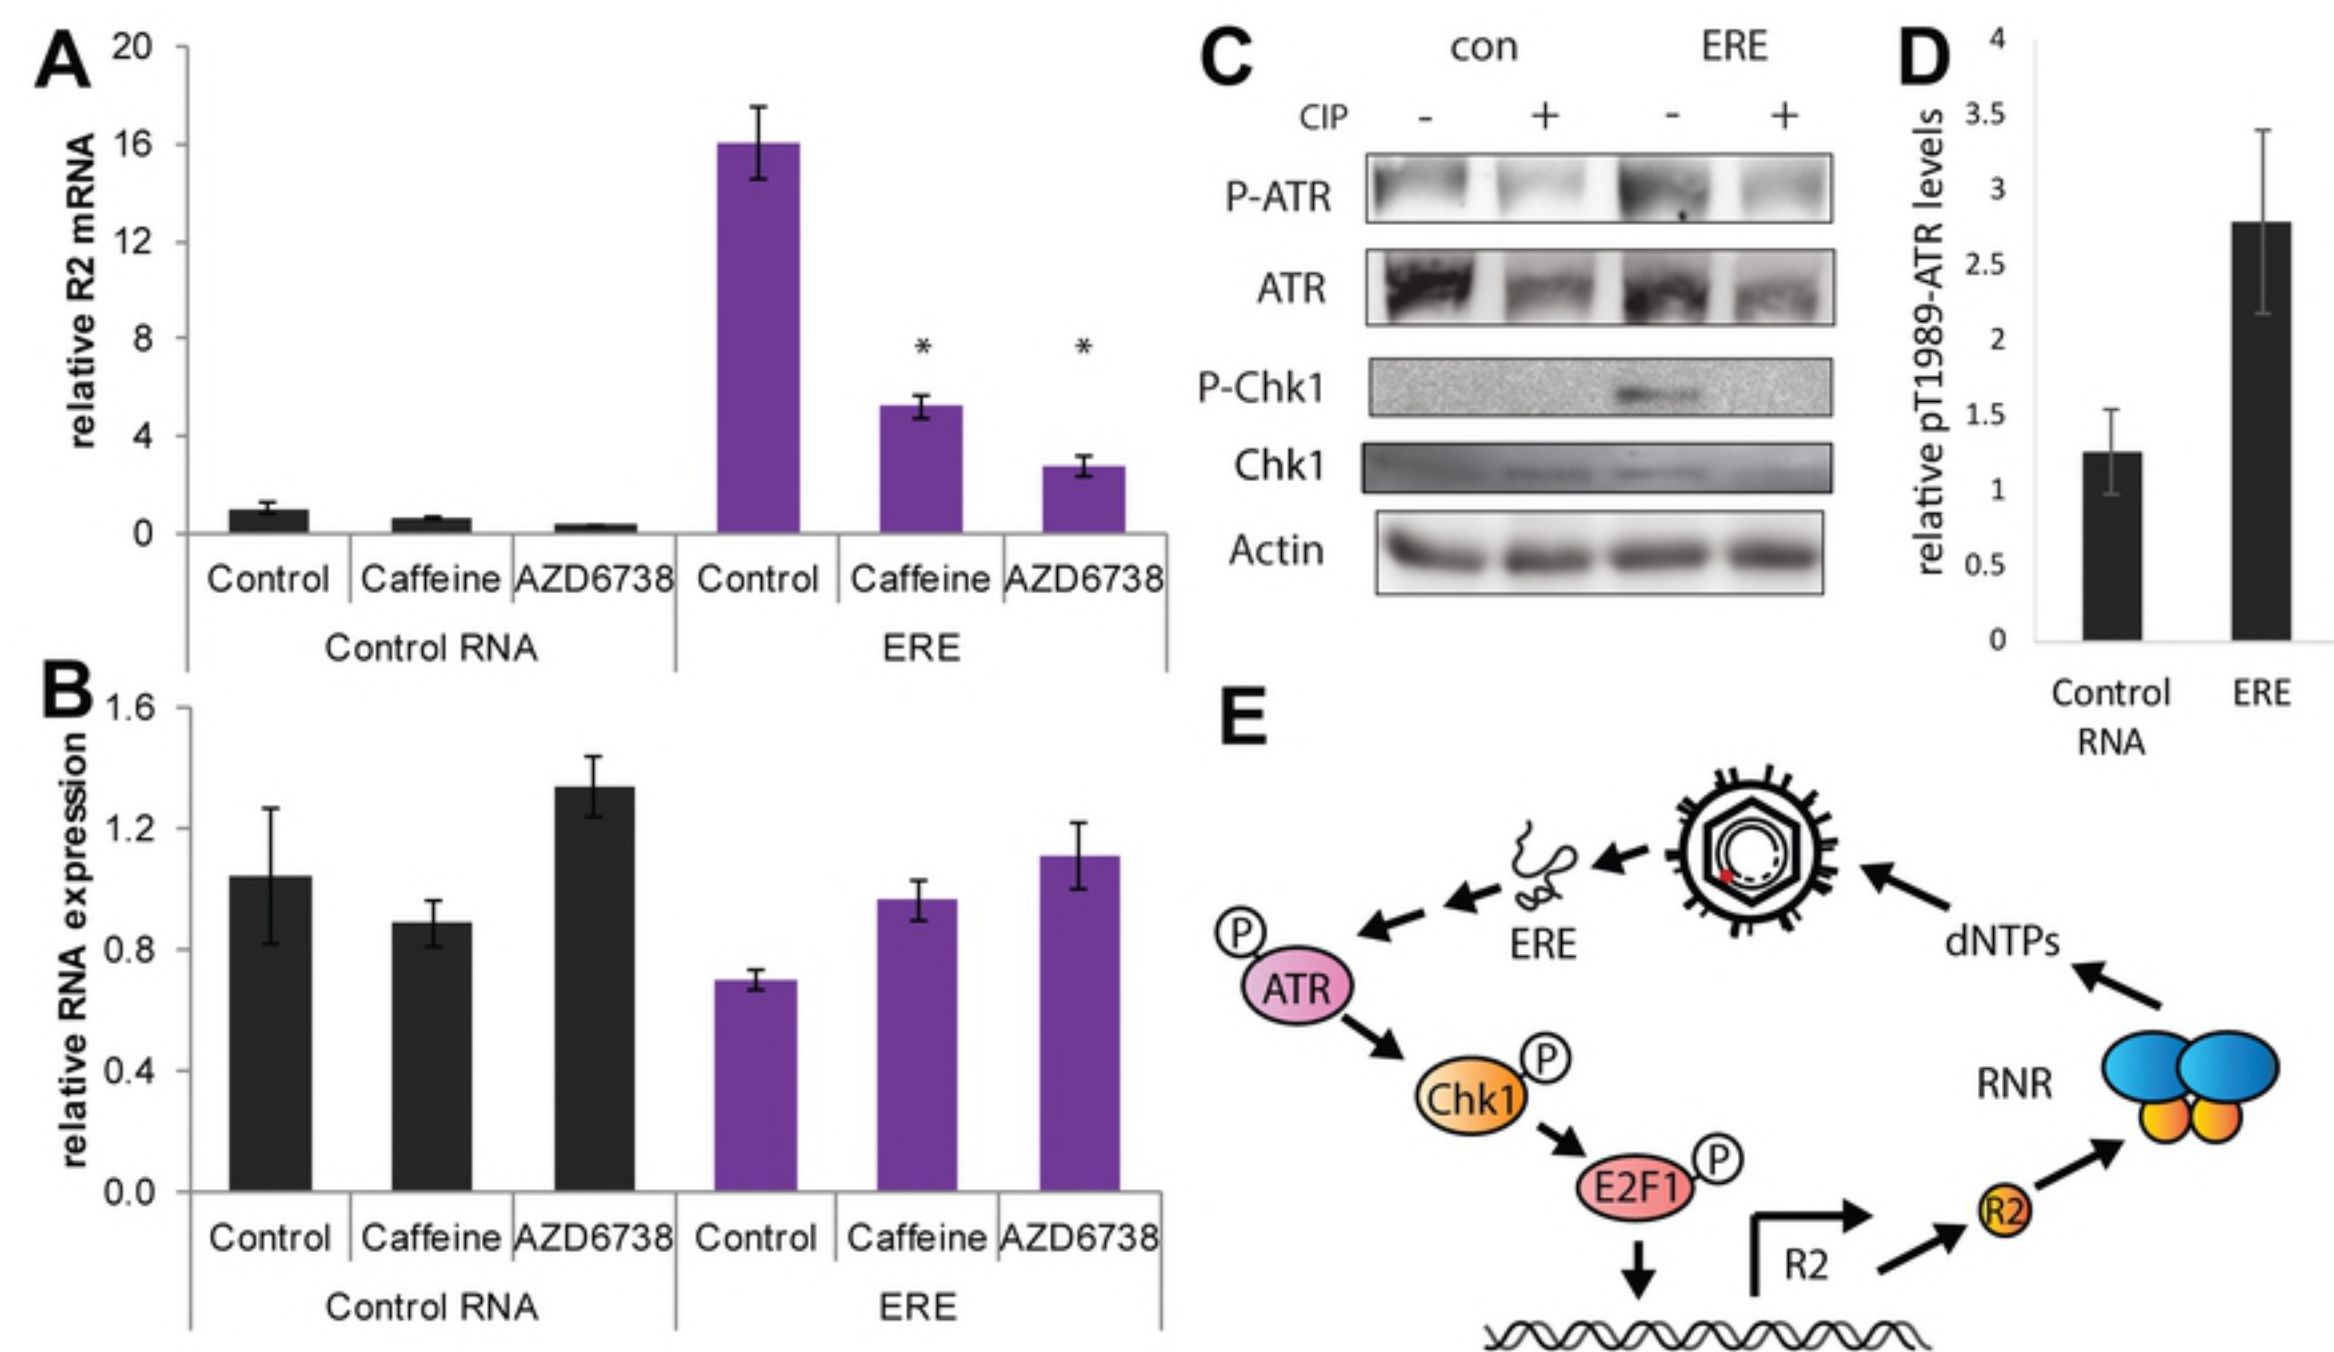 A
relative R2 mRNA
20
16
12
8
4
0
* *
Control Caffeine AZD6738 Control Caffeine AZD6738
Control RNA ERE
B
relative RNA expression
1.6
1.2
0.8
0.4
0.0
Control Caffeine AZD6738 Control Caffeine AZD6738
Control RNA ERE
C
con ERE
CIP - + - +
P-ATR
ATR
P-Chk1
Chk1
Actin
D
relative pT1989-ATR levels
4
3.5
3
2.5
2
1.5
1
0.5
0
Control
RNA
ERE
E
ERE
P
ATR
P
Chk1
P
E2F1
R2
R2
RNR
dNTPs